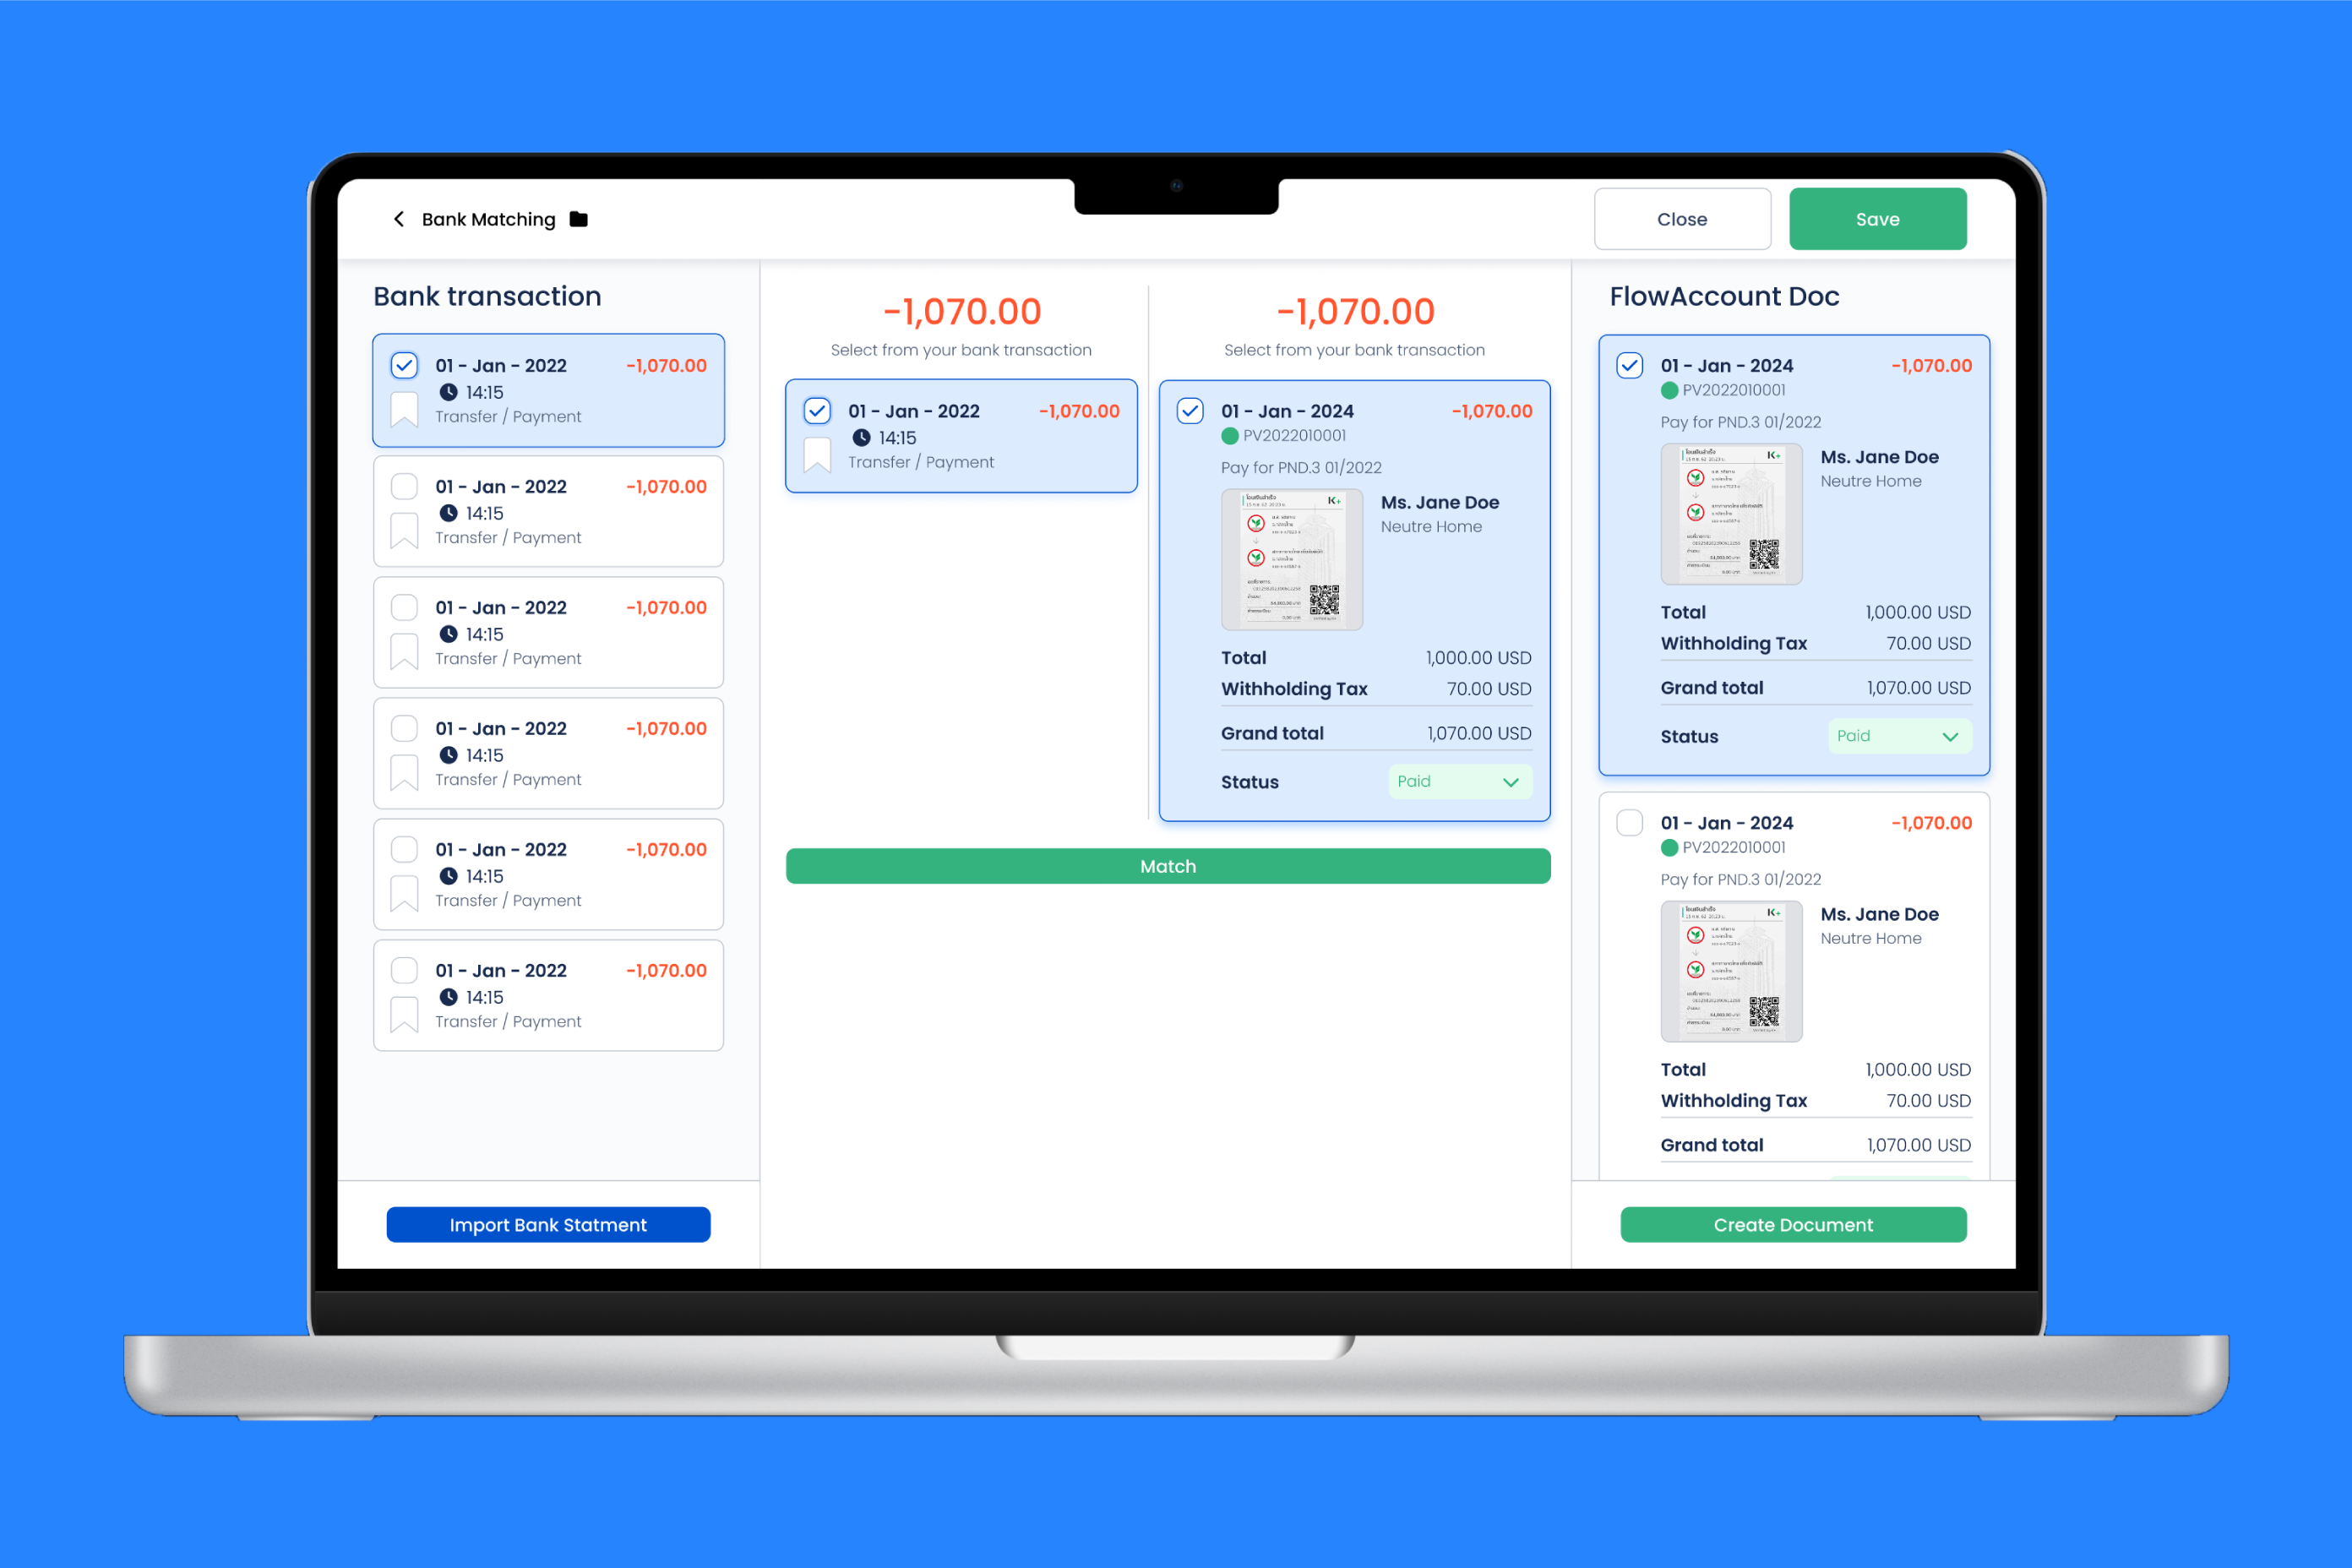 Bank Matching
Close
Save
Bank transaction
01 - Jan - 2022 -1,070.00
14:15
Transfer / Payment
01 - Jan - 2022 -1,070.00
14:15
Transfer / Payment
01 - Jan - 2022 -1,070.00
14:15
Transfer / Payment
01 - Jan - 2022 -1,070.00
14:15
Transfer / Payment
01 - Jan - 2022 -1,070.00
14:15
Transfer / Payment
01 - Jan - 2022 -1,070.00
14:15
Transfer / Payment
Import Bank Statment
-1,070.00
Select from your bank transaction
01 - Jan - 2022 -1,070.00
14:15
Transfer / Payment
-1,070.00
Select from your bank transaction
01 - Jan - 2024 -1,070.00
PV2022010001
Pay for PND.3 01/2022
K+
Ms. Jane Doe
Neutre Home
Total 1,000.00 USD
Withholding Tax 70.00 USD
Grand total 1,070.00 USD
Status Paid
Match
FlowAccount Doc
01 - Jan - 2024 -1,070.00
PV2022010001
Pay for PND.3 01/2022
K+
Ms. Jane Doe
Neutre Home
Total 1,000.00 USD
Withholding Tax 70.00 USD
Grand total 1,070.00 USD
Status Paid
01 - Jan - 2024 -1,070.00
PV2022010001
Pay for PND.3 01/2022
K+
Ms. Jane Doe
Neutre Home
Total 1,000.00 USD
Withholding Tax 70.00 USD
Grand total 1,070.00 USD
Create Document